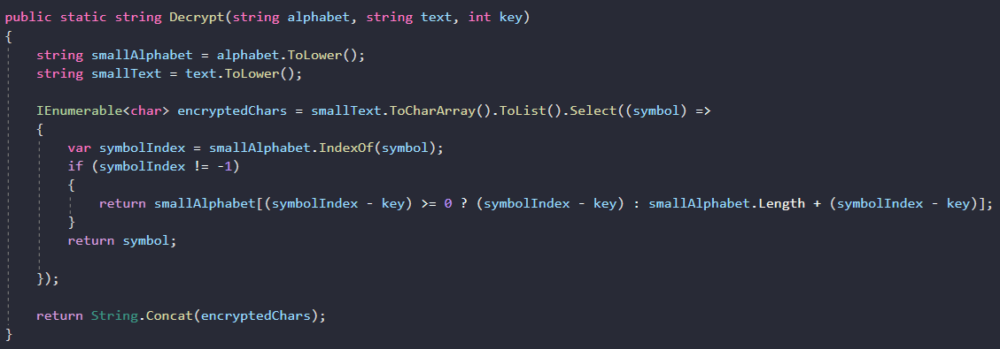 public static string Decrypt(string alphabet, string text, int key)
{
    string smallAlphabet = alphabet.ToLower();
    string smallText = text.ToLower();

    IEnumerable<char> encryptedChars = smallText.ToCharArray().ToList().Select((symbol) =>
    {
        var symbolIndex = smallAlphabet.IndexOf(symbol);
        if (symbolIndex != -1)
        {
            return smallAlphabet[(symbolIndex - key) >= 0 ? (symbolIndex - key) : smallAlphabet.Length + (symbolIndex - key)];
        }
        return symbol;

    });

    return String.Concat(encryptedChars);
}